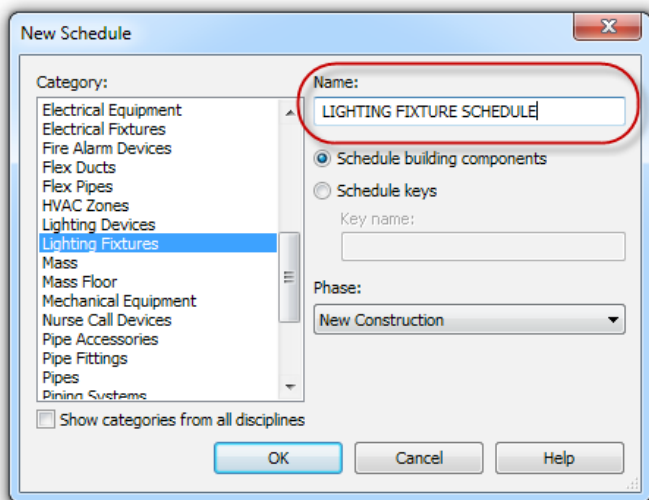 New Schedule
Category:
Electrical Equipment
Electrical Fixtures
Fire Alarm Devices
Flex Ducts
Flex Pipes
HVAC Zones
Lighting Devices
Lighting Fixtures
Mass
Mass Floor
Mechanical Equipment
Nurse Call Devices
Pipe Accessories
Pipe Fittings
Pipes
Piping Systems
Show categories from all disciplines
Name:
LIGHTING FIXTURE SCHEDULE
Schedule building components
Schedule keys
Key name:
Phase:
New Construction
OK Cancel Help